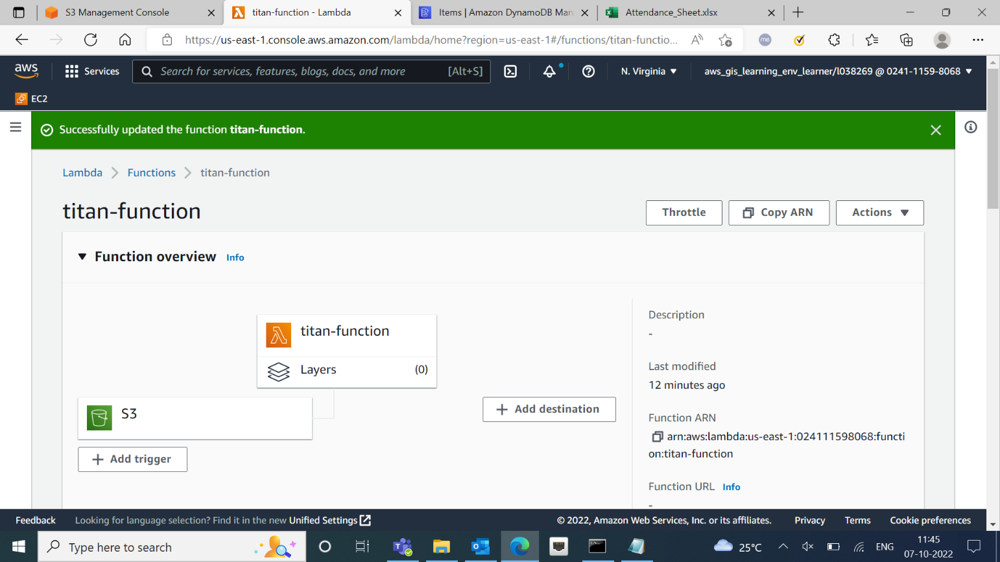 S3 Management Console
titan-function - Lambda
Items | Amazon DynamoDB Man
Attendance_Sheet.xlsx
https://us-east-1.console.aws.amazon.com/lambda/home?region=us-east-1#/functions/titan-functio...
me
aws
Services
Search for services, features, blogs, docs, and more
[Alt+S]
N. Virginia
aws_gis_learning_env_learner/l038269 @ 0241-1159-8068
EC2
Successfully updated the function titan-function.
Lambda
Functions
titan-function
titan-function
Throttle
Copy ARN
Actions
Function overview
Info
titan-function
Layers
(0)
S3
Add trigger
Add destination
Description
-
Last modified
12 minutes ago
Function ARN
arn:aws:lambda:us-east-1:024111598068:functi
on:titan-function
Function URL Info
-
Feedback
Looking for language selection? Find it in the new Unified Settings
© 2022, Amazon Web Services, Inc. or its affiliates.
Privacy
Terms
Cookie preferences
Type here to search
25°C
ENG
11:45
07-10-2022